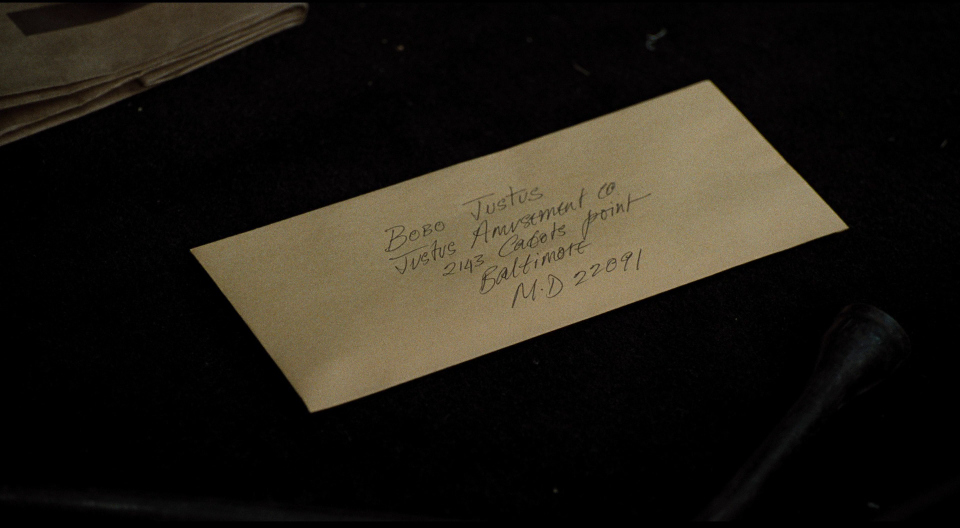 Bobo Justus
Justus Amusement Co
2143 Cabots point
Baltimore
M.D 22091